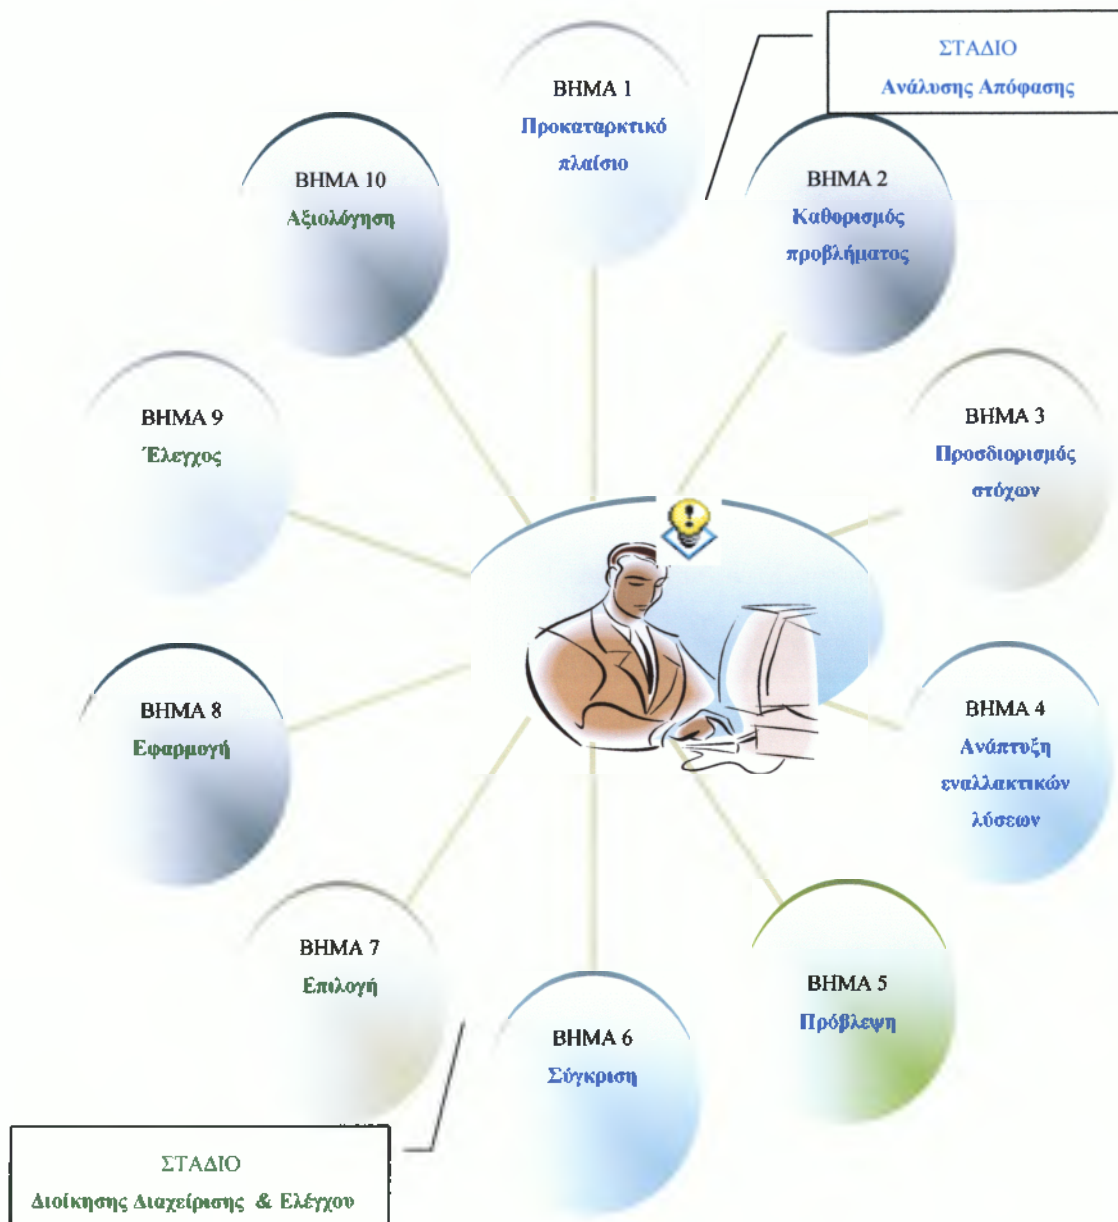 ΣΤΑΔΙΟ
Ανάλυσης Απόφασης
ΒΗΜΑ 1
Προκαταρκτικό
πλαίσιο
ΒΗΜΑ 2
Καθορισμός
προβλήματος
ΒΗΜΑ 3
Προσδιορισμός
στόχων
ΒΗΜΑ 4
Ανάπτυξη
εναλλακτικών
λύσεων
ΒΗΜΑ 5
Πρόβλεψη
ΒΗΜΑ 6
Σύγκριση
ΒΗΜΑ 7
Επιλογή
ΒΗΜΑ 8
Εφαρμογή
ΒΗΜΑ 9
Έλεγχος
ΒΗΜΑ 10
Αξιολόγηση
ΣΤΑΔΙΟ
Διοίκησης Διαχείρισης & Ελέγχου